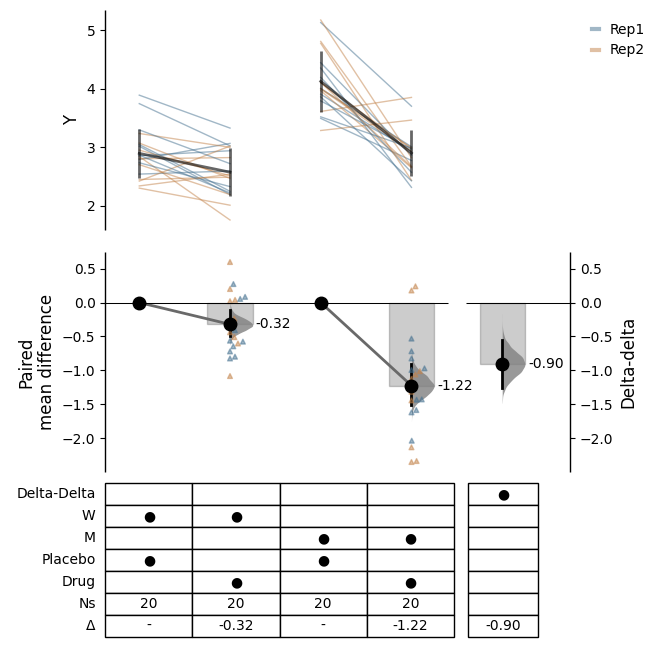 Rep1
Rep2
Y
5
4
3
2
Paired
mean difference
0.5
0.0
−0.5
−1.0
−1.5
−2.0
-0.32
-1.22
-0.90
0.5
0.0
−0.5
−1.0
−1.5
−2.0
Delta-delta
Delta-Delta
W
M
Placebo
Drug
Ns 20 20 20 20
Δ - -0.32 - -1.22 -0.90